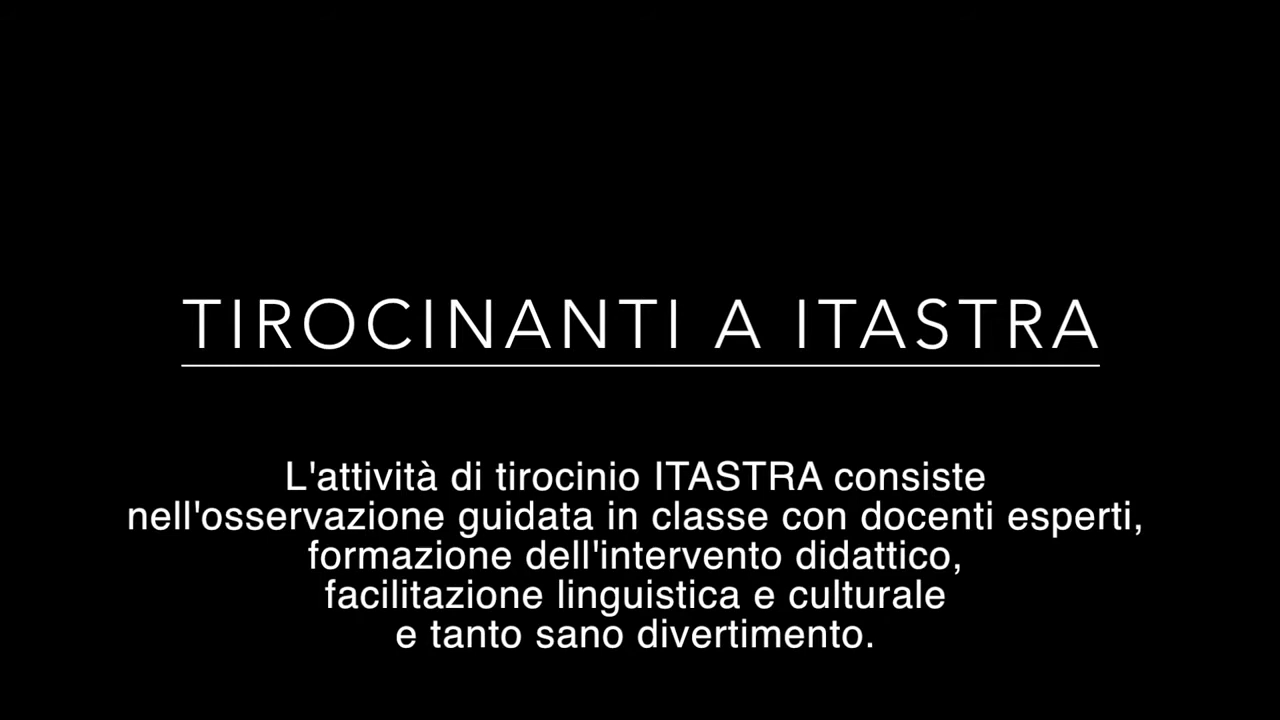 TIROCINANTI A ITASTRA
L'attività di tirocinio ITASTRA consiste
nell'osservazione guidata in classe con docenti esperti,
formazione dell'intervento didattico,
facilitazione linguistica e culturale
e tanto sano divertimento.